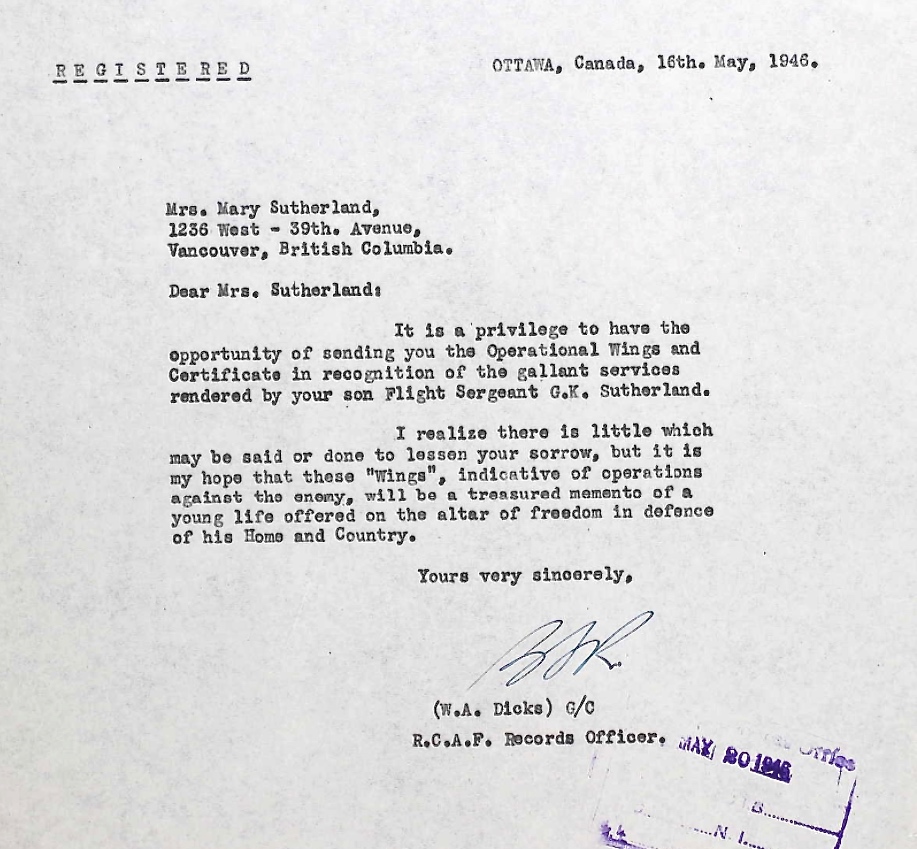 REGISTERED
OTTAWA, Canada, 16th. May, 1946.
Mrs. Mary Sutherland,
1236 West - 39th. Avenue,
Vancouver, British Columbia.
Dear Mrs. Sutherland:
It is a privilege to have the
opportunity of sending you the Operational Wings and
Certificate in recognition of the gallant services
rendered by your son Flight Sergeant G.K. Sutherland.
I realize there is little which
may be said or done to lessen your sorrow, but it is
my hope that these "Wings", indicative of operations
against the enemy, will be a treasured memento of a
young life offered on the altar of freedom in defence
of his Home and Country.
Yours very sincerely,
(W.A. Dicks) G/C
R.C.A.F. Records Officer.
Office
MAY 20 1946